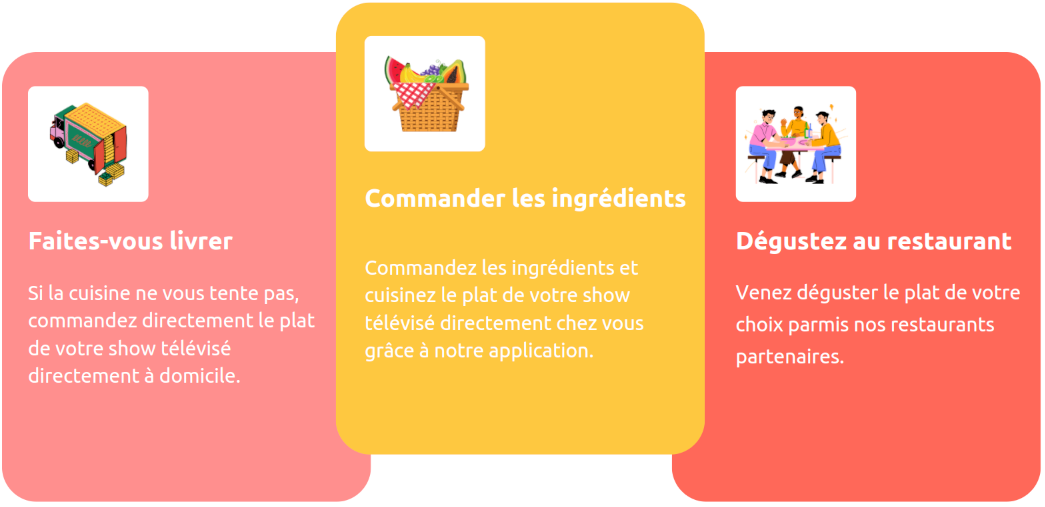 Faites-vous livrer
Si la cuisine ne vous tente pas,
commandez directement le plat
de votre show télévisé
directement à domicile.
Commander les ingrédients
Commandez les ingrédients et
cuisinez le plat de votre show
télévisé directement chez vous
grâce à notre application.
Dégustez au restaurant
Venez déguster le plat de votre
choix parmis nos restaurants
partenaires.